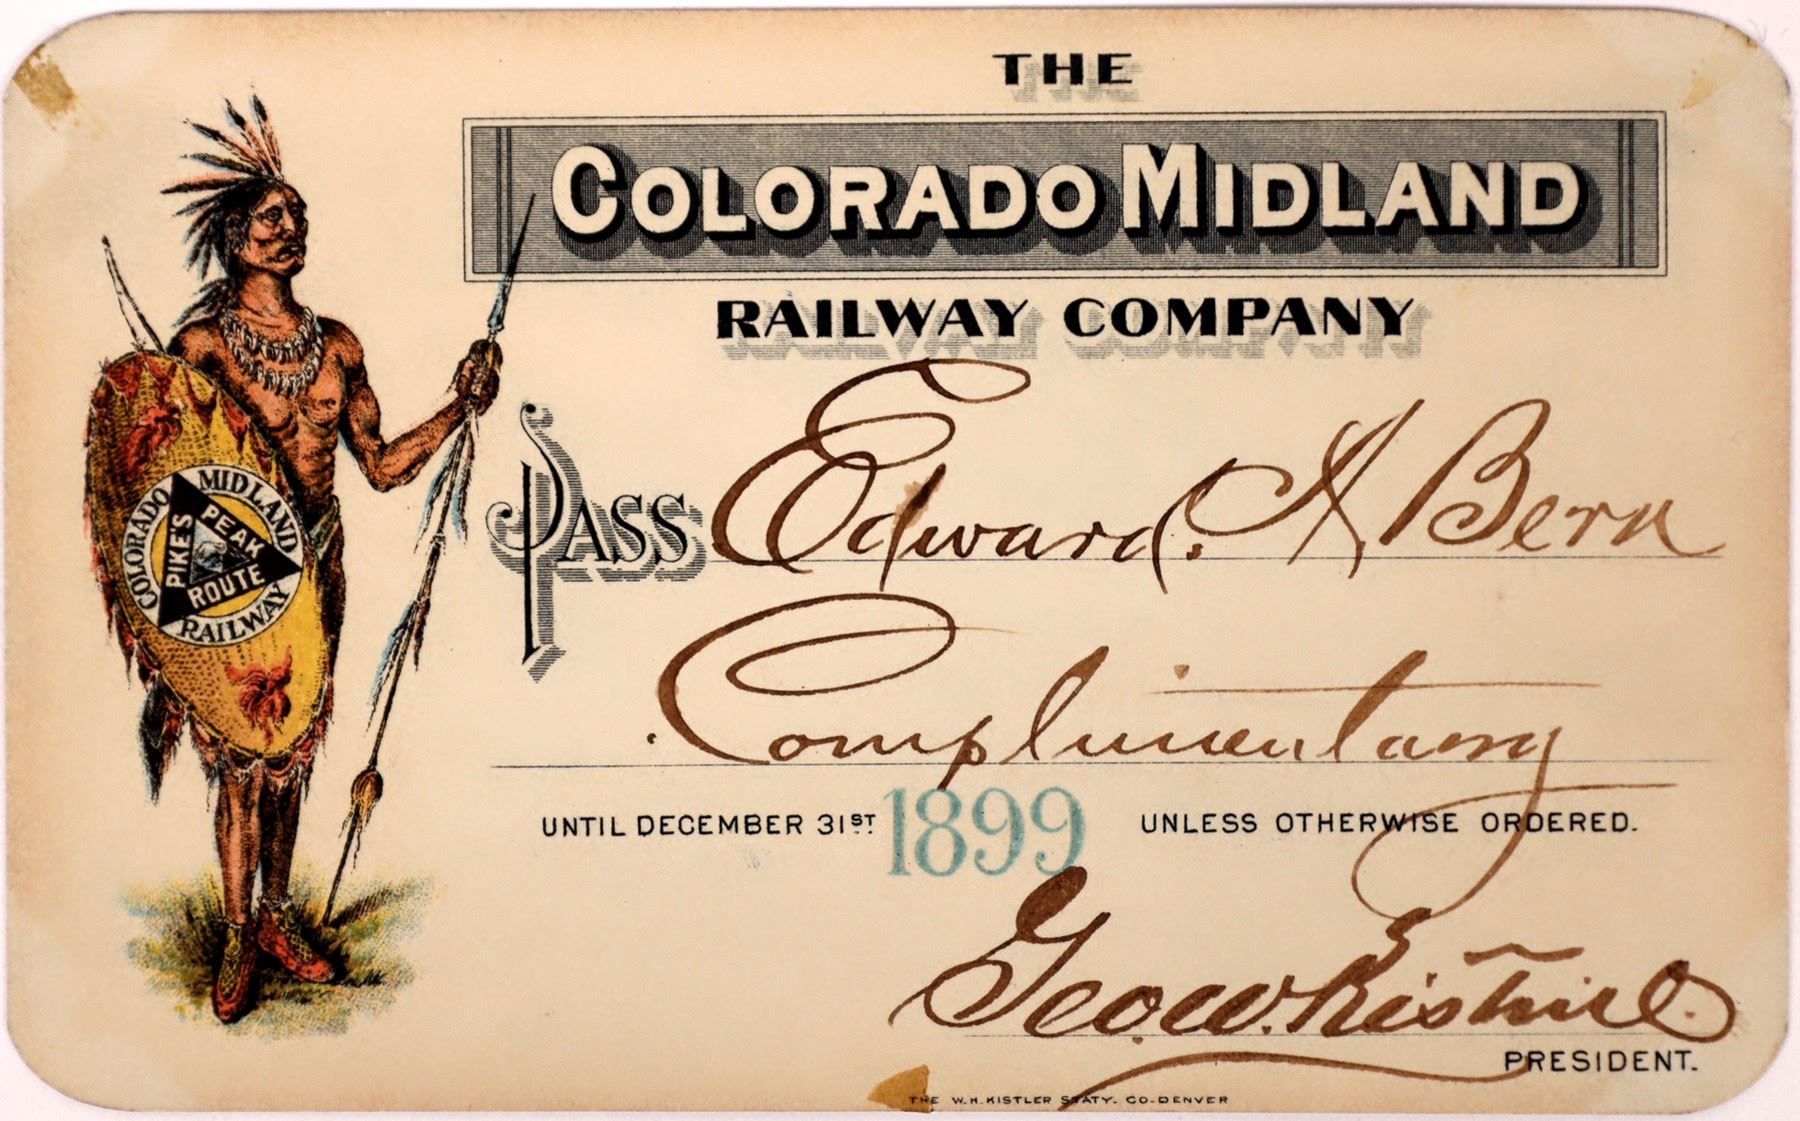 THE
COLORADO MIDLAND
RAILWAY COMPANY
PASS Edward. A Bern
Complimentary
UNTIL DECEMBER 31ST 1899 UNLESS OTHERWISE ORDERED.
Geo. W. Ristine
PRESIDENT.
THE W.H. KISTLER STATY. CO-DENVER
COLORADO MIDLAND
RAILWAY
PIKE'S PEAK
ROUTE